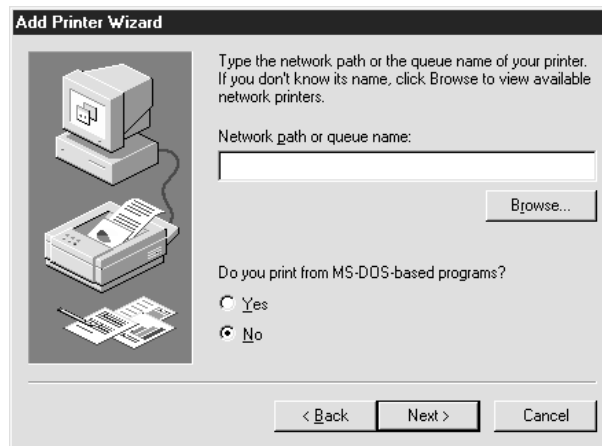 Add Printer Wizard
Type the network path or the queue name of your printer.
If you don't know its name, click Browse to view available
network printers.
Network path or queue name:
Browse...
Do you print from MS-DOS-based programs?
Yes
No
< Back
Next >
Cancel